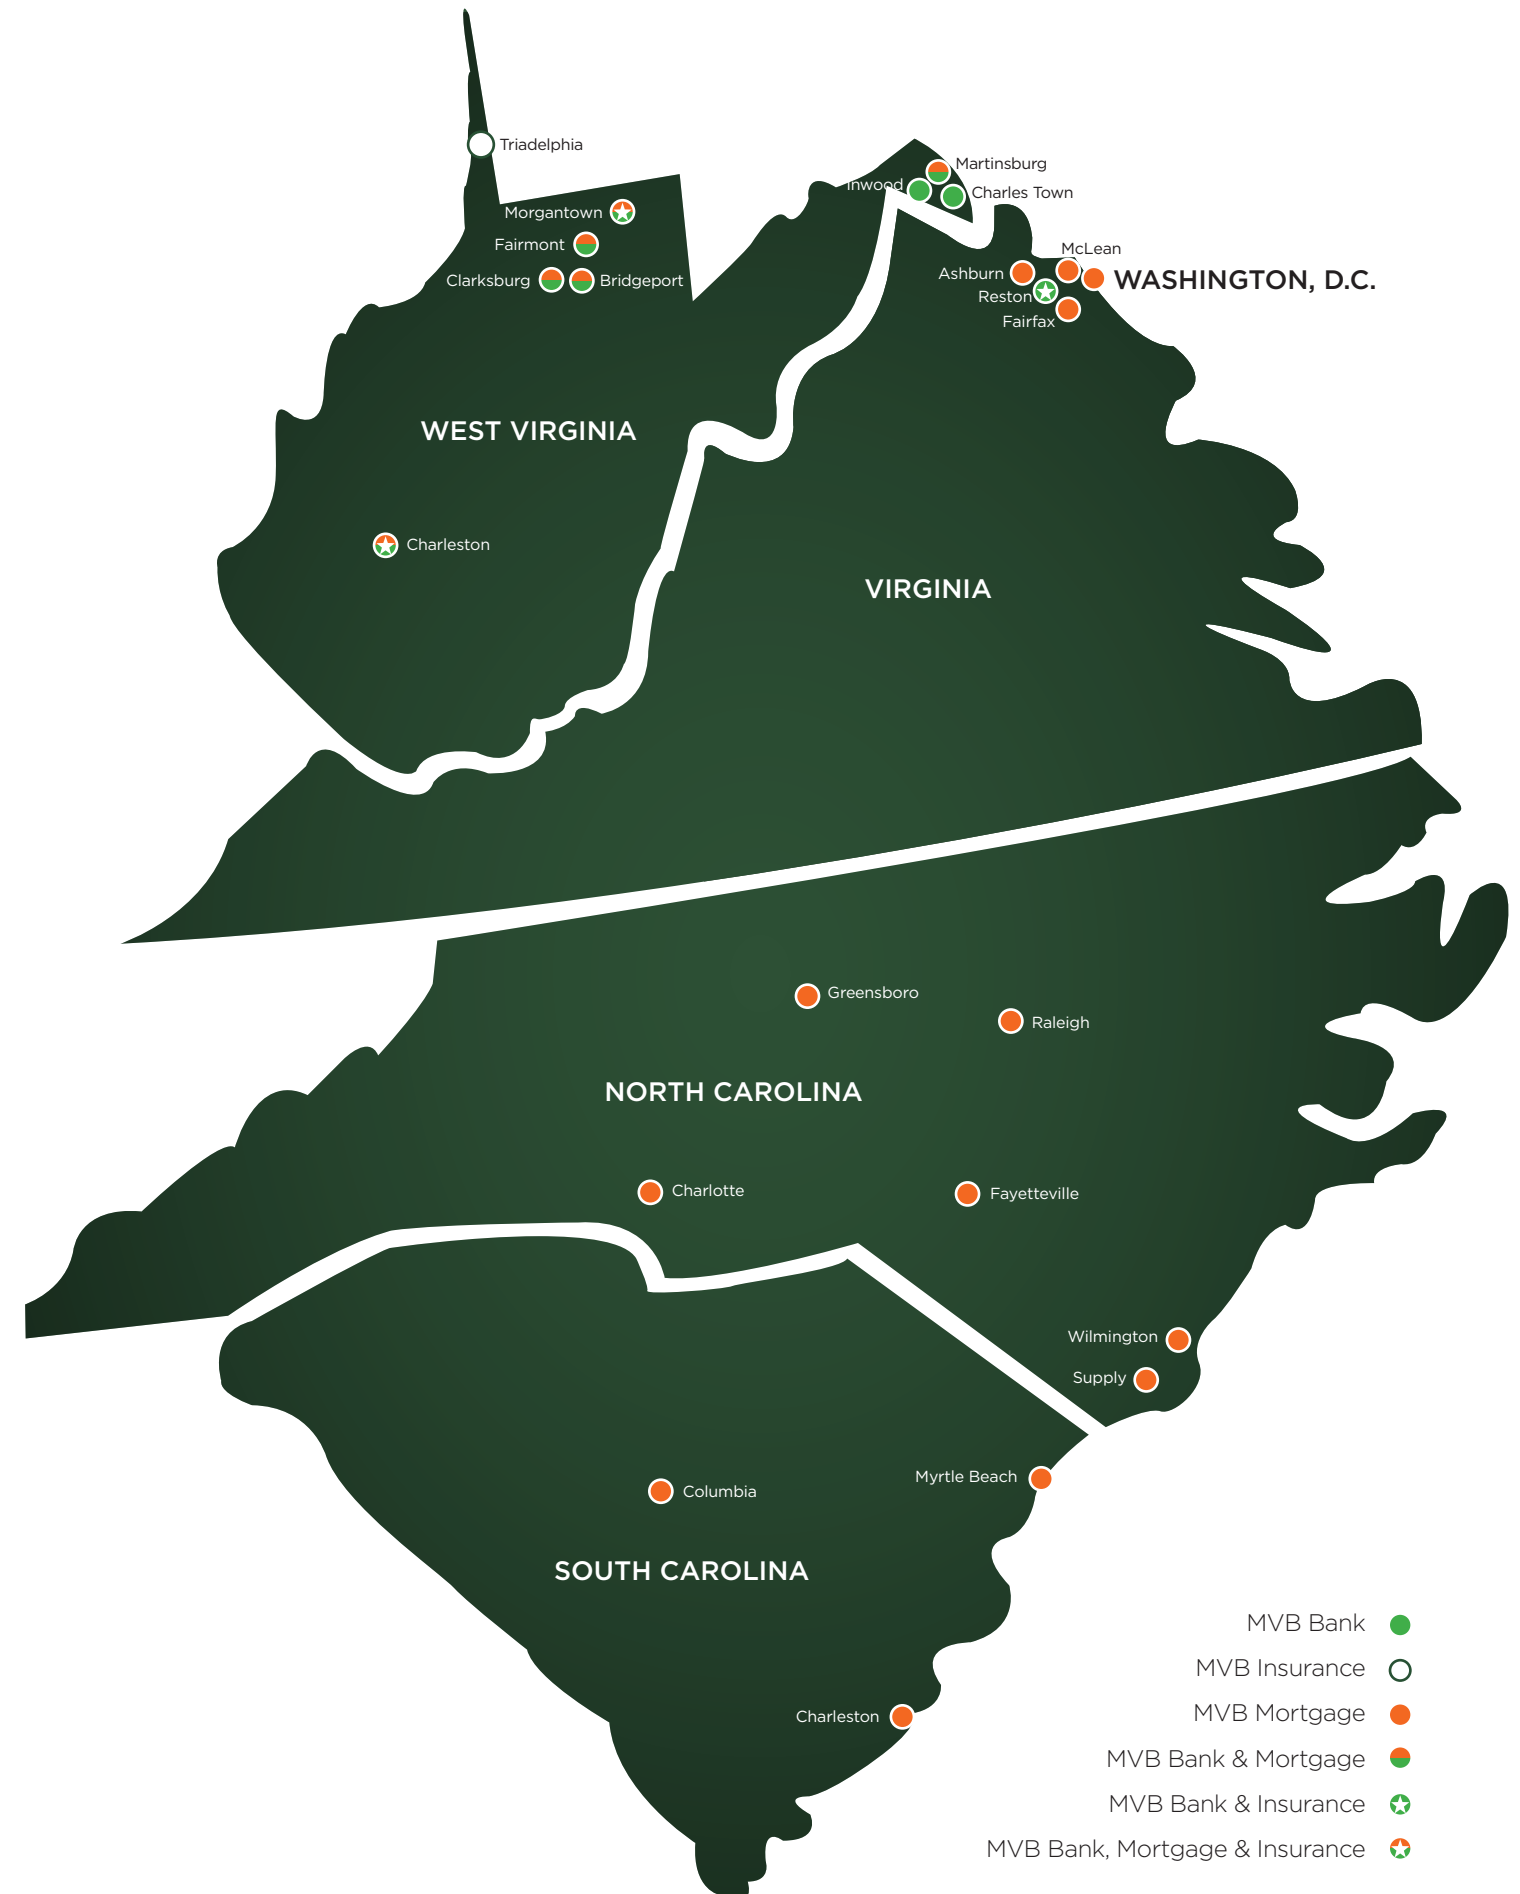 Triadelphia
Martinsburg
Inwood
Charles Town
Morgantown
Fairmont
McLean
Ashburn
WASHINGTON, D.C.
Clarksburg
Bridgeport
Reston
Fairfax
WEST VIRGINIA
Charleston
VIRGINIA
Greensboro
Raleigh
NORTH CAROLINA
Charlotte
Fayetteville
Wilmington
Supply
Myrtle Beach
Columbia
SOUTH CAROLINA
Charleston
MVB Bank
MVB Insurance
MVB Mortgage
MVB Bank & Mortgage
MVB Bank & Insurance
MVB Bank, Mortgage & Insurance